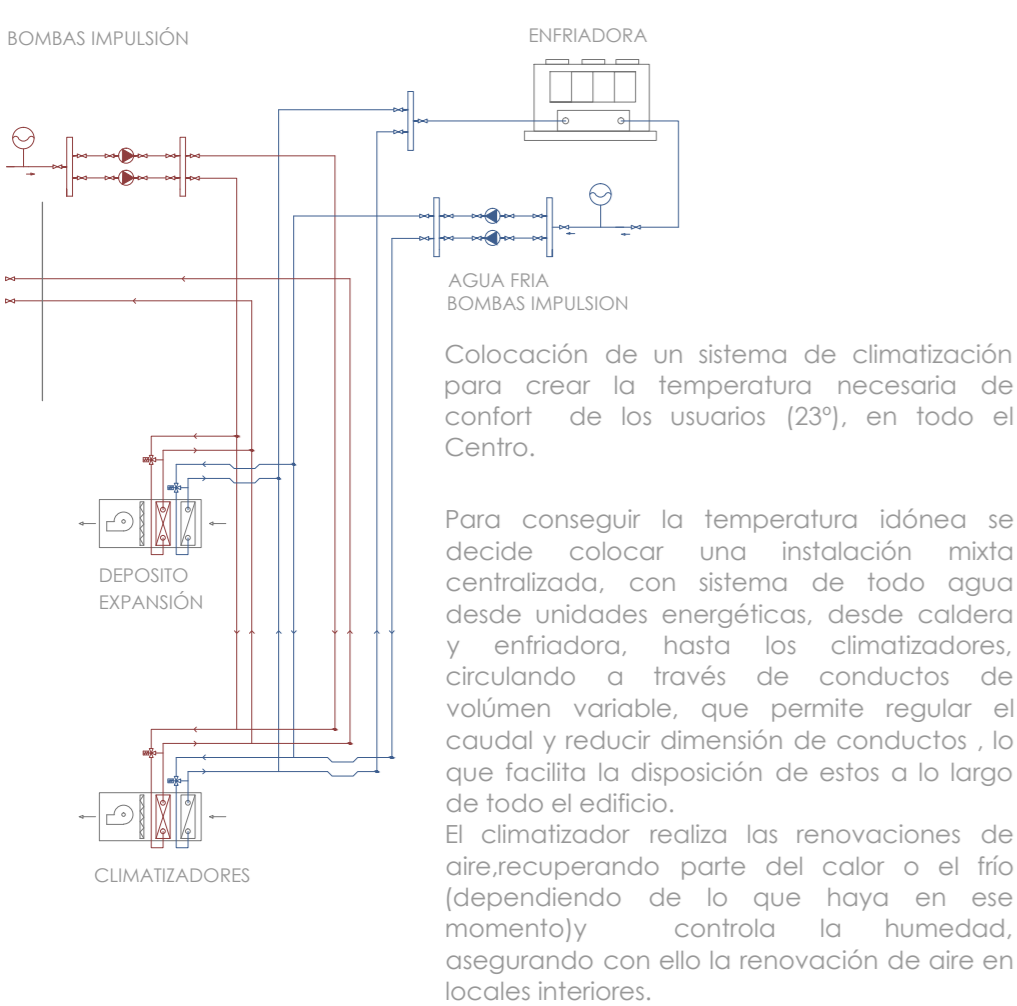 BOMBAS IMPULSIÓN
ENFRIADORA
AGUA FRIA
BOMBAS IMPULSION
Colocación de un sistema de climatización
para crear la temperatura necesaria de
confort de los usuarios (23º), en todo el
Centro.
Para conseguir la temperatura idónea se
decide colocar una instalación mixta
centralizada, con sistema de todo agua
desde unidades energéticas, desde caldera
y enfriadora, hasta los climatizadores,
circulando a través de conductos de
volúmen variable, que permite regular el
caudal y reducir dimensión de conductos , lo
que facilita la disposición de estos a lo largo
de todo el edificio.
El climatizador realiza las renovaciones de
aire,recuperando parte del calor o el frío
(dependiendo de lo que haya en ese
momento)y controla la humedad,
asegurando con ello la renovación de aire en
locales interiores.
DEPOSITO
EXPANSIÓN
CLIMATIZADORES